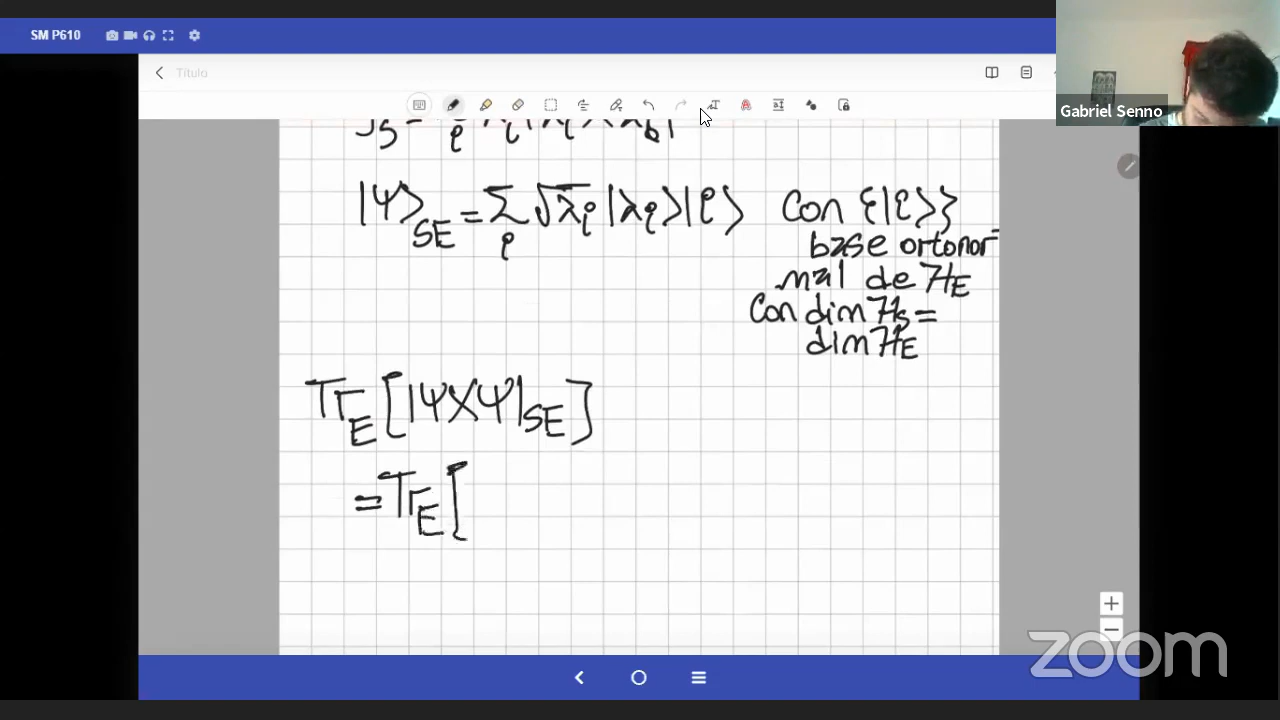 SM P610
Título
Gabriel Senno
|Ψ⟩_SE = Σ_i √λ_i |λ_i⟩|i⟩ Con {|i⟩}
base ortonor
mal de H_E
Con dim H_S =
dim H_E
Tr_E [|Ψ⟩⟨Ψ|_SE]
= Tr_E [
zoom